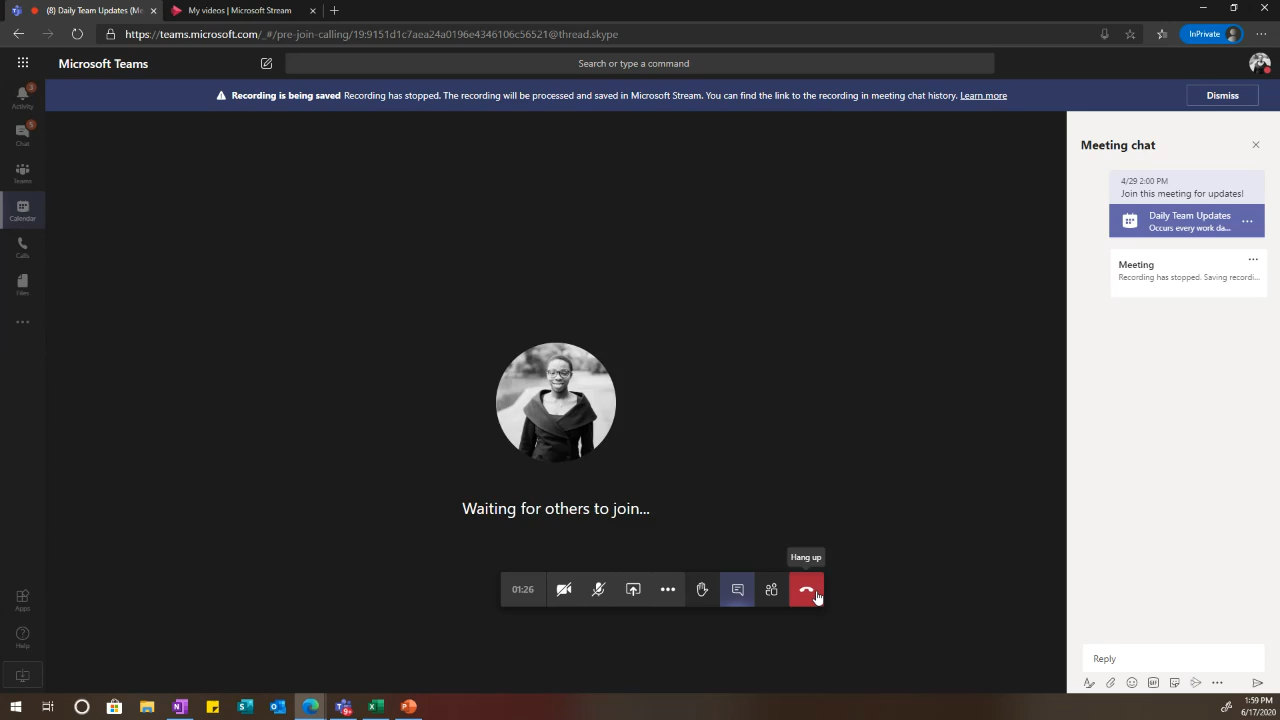 (8) Daily Team Updates (Me
My videos | Microsoft Stream
https://teams.microsoft.com/_#/pre-join-calling/19:9151d1c7aea24a0196e4246100c56521@thread.skype
InPrivate
Microsoft Teams
Search or type a command
Recording is being saved Recording has stopped. The recording will be processed and saved in Microsoft Stream. You can find the link to the recording in meeting chat history. Learn more
Dismiss
3
Activity
5
Chat
Teams
Calendar
Calls
Files
Apps
Help
Meeting chat
4/29 2:00 PM
Join this meeting for updates!
Daily Team Updates
Occurs every work da...
Meeting
Recording has stopped. Saving recordi...
Waiting for others to join...
Hang up
01:26
Reply
GIF
1:59 PM
6/17/2020